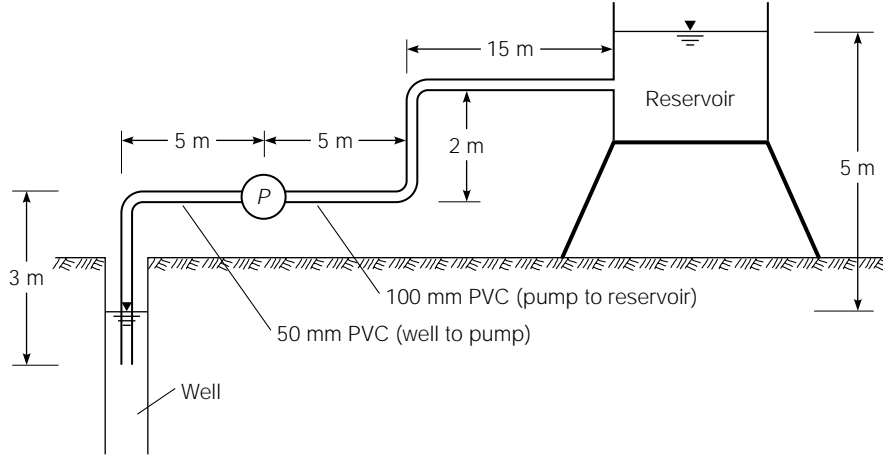 15 m
Reservoir
5 m
5 m
2 m
P
5 m
3 m
100 mm PVC (pump to reservoir)
50 mm PVC (well to pump)
Well